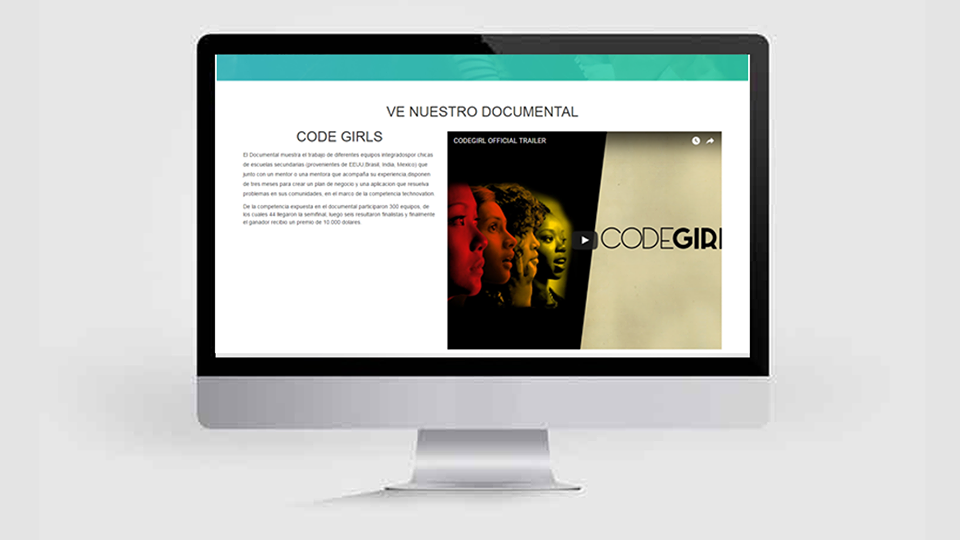 VE NUESTRO DOCUMENTAL
CODE GIRLS
El Documental muestra el trabajo de diferentes equipos integradospor chicas
de escuelas secundarias (provenientes de EEUU.Brasil, India, Mexico) que
junto con un mentor o una mentora que acompaña su experiencia,disponen
de tres meses para crear un plan de negocio y una aplicacion que resuelva
problemas en sus comunidades, en el marco de la competencia technovation.
De la competencia expuesta en el documental participaron 300 equipos, de
los cuales 44 llegaron la semifinal, luego seis resultaron finalistas y finalmente
el ganador recibio un premio de 10.000 dolares
CODEGIRL OFFICIAL TRAILER
CODEGIRL